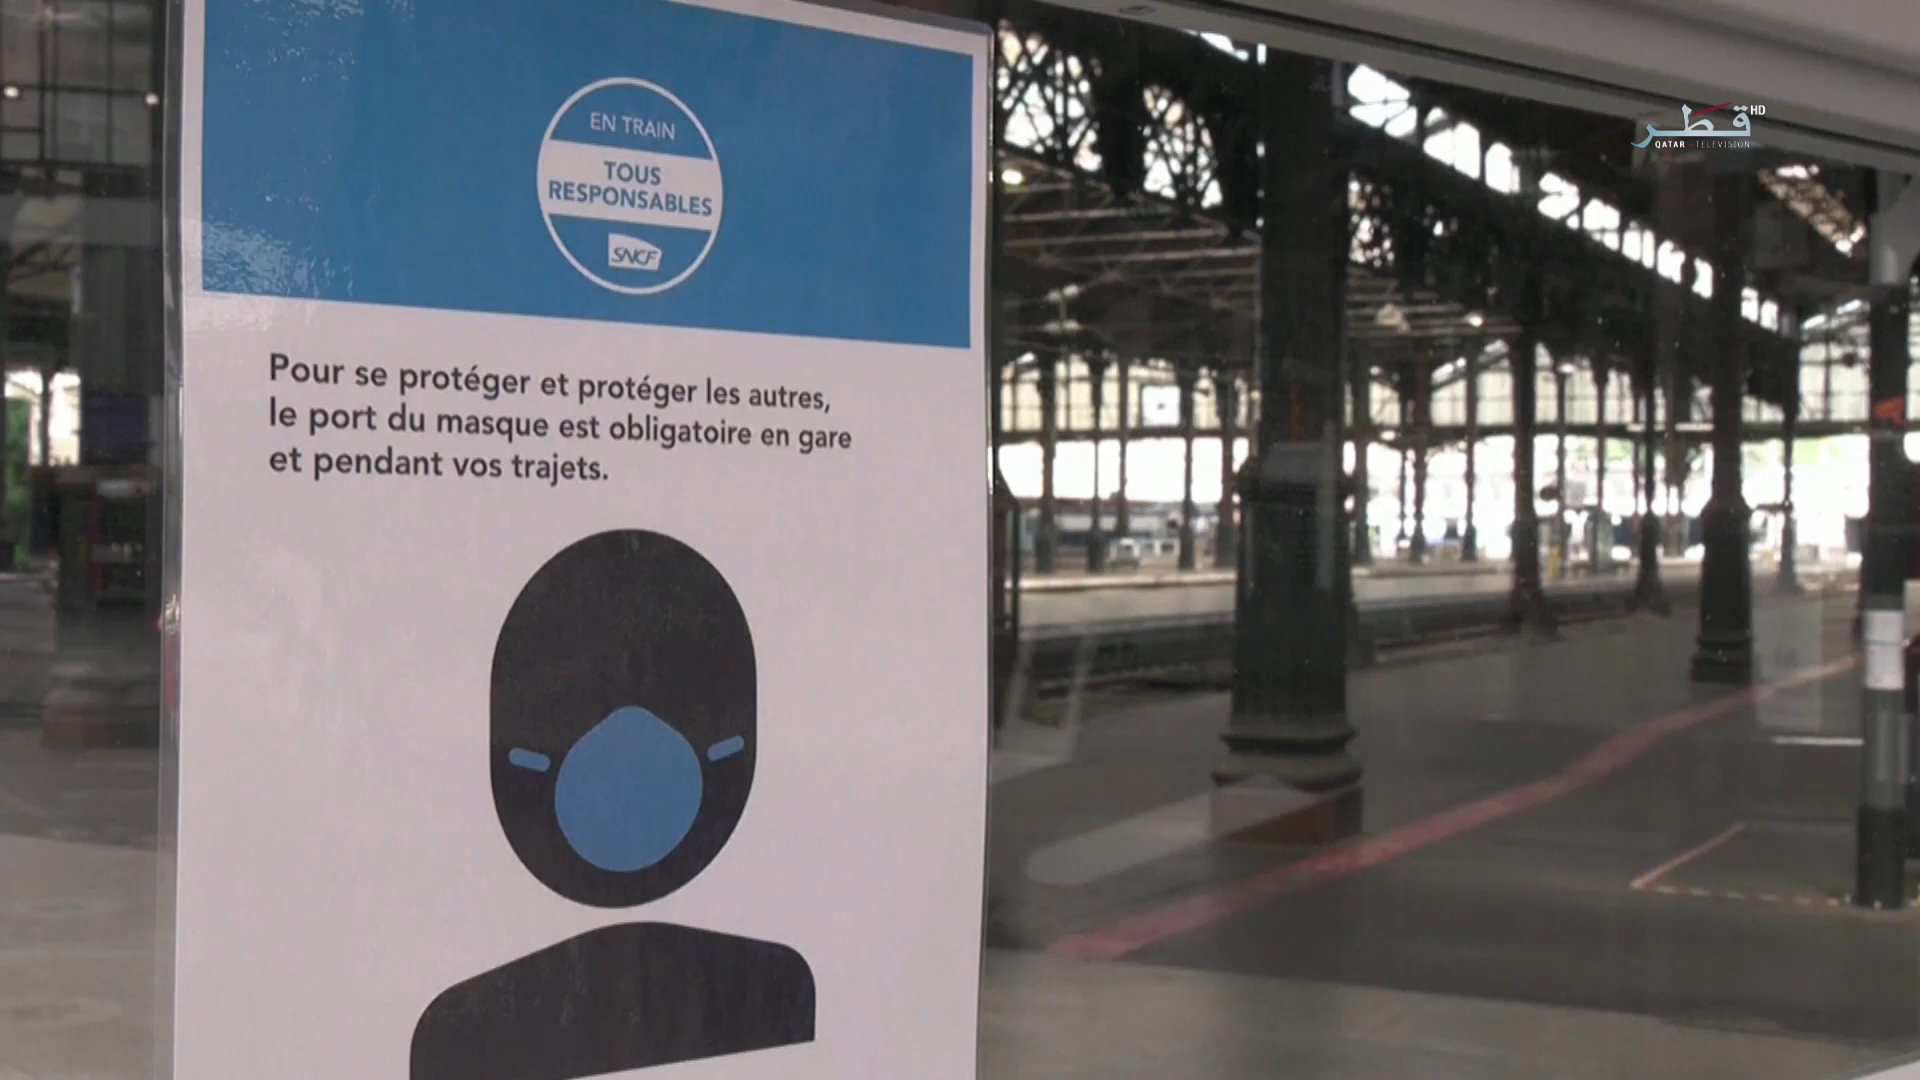 EN TRAIN
TOUS
RESPONSABLES
SNCF
Pour se protéger et protéger les autres,
le port du masque est obligatoire en gare
et pendant vos trajets.
قطر HD
QATAR TELEVISION